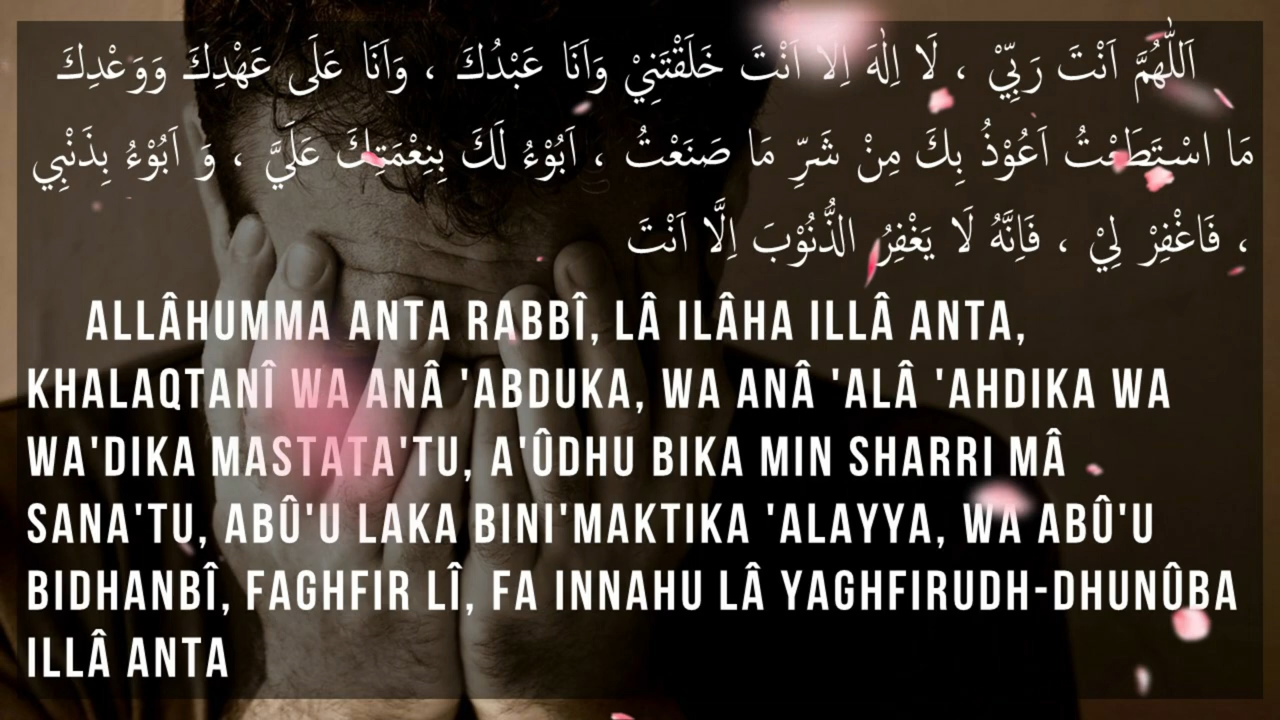 اَللّٰهُمَّ اَنْتَ رَبِّيْ ، لَا اِلٰهَ اِلا اَنْتَ خَلَقْتَنِيْ وَاَنَا عَبْدُكَ ، وَاَنَا عَلَى عَهْدِكَ وَوَعْدِكَ
مَا اسْتَطَعْتُ اَعُوْذُ بِكَ مِنْ شَرِّ مَا صَنَعْتُ ، اَبُوْءُ لَكَ بِنِعْمَتِكَ عَلَيَّ ، وَ اَبُوْءُ بِذَنْبِي
، فَاغْفِرْ لِيْ ، فَاِنَّهُ لَا يَغْفِرُ الذُّنُوْبَ اِلَّا اَنْتَ
ALLÂHUMMA ANTA RABBÎ, LÂ ILÂHA ILLÂ ANTA,
KHALAQTANÎ WA ANÂ 'ABDUKA, WA ANÂ 'ALÂ 'AHDIKA WA
WA'DIKA MASTATA'TU, A'ÛDHU BIKA MIN SHARRI MÂ
SANA'TU, ABÛ'U LAKA BINI'MAKTIKA 'ALAYYA, WA ABÛ'U
BIDHANBÎ, FAGHFIR LÎ, FA INNAHU LÂ YAGHFIRUDH-DHUNÛBA
ILLÂ ANTA